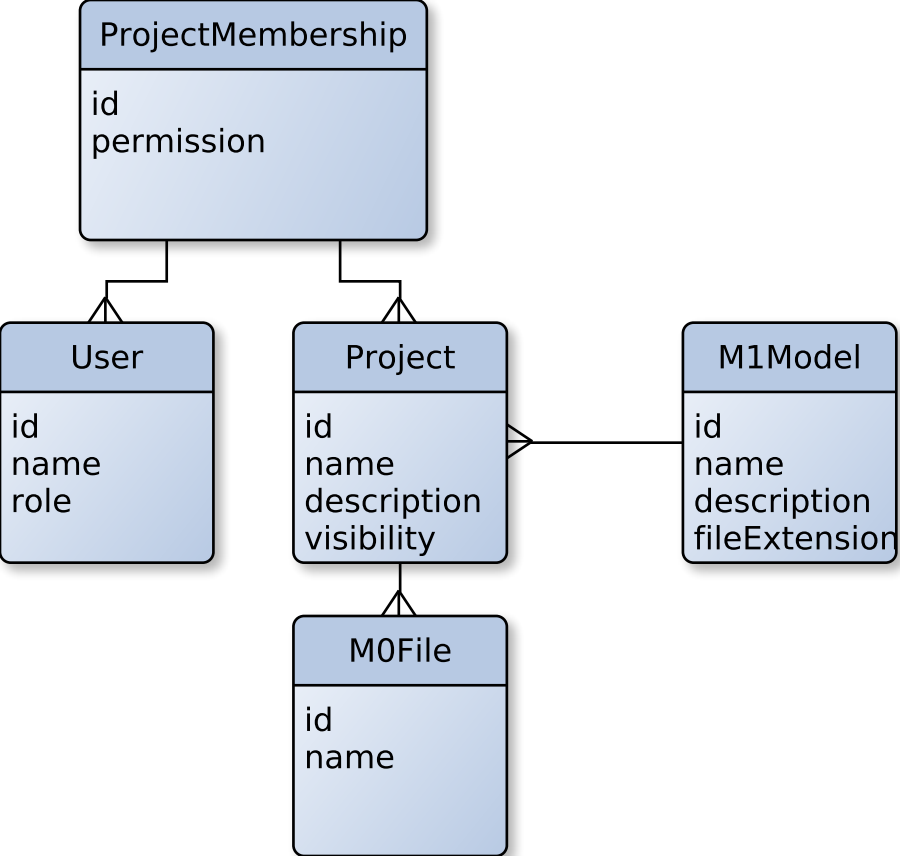 ProjectMembership
id
permission
User
id
name
role
Project
id
name
description
visibility
M1Model
id
name
description
fileExtension
M0File
id
name